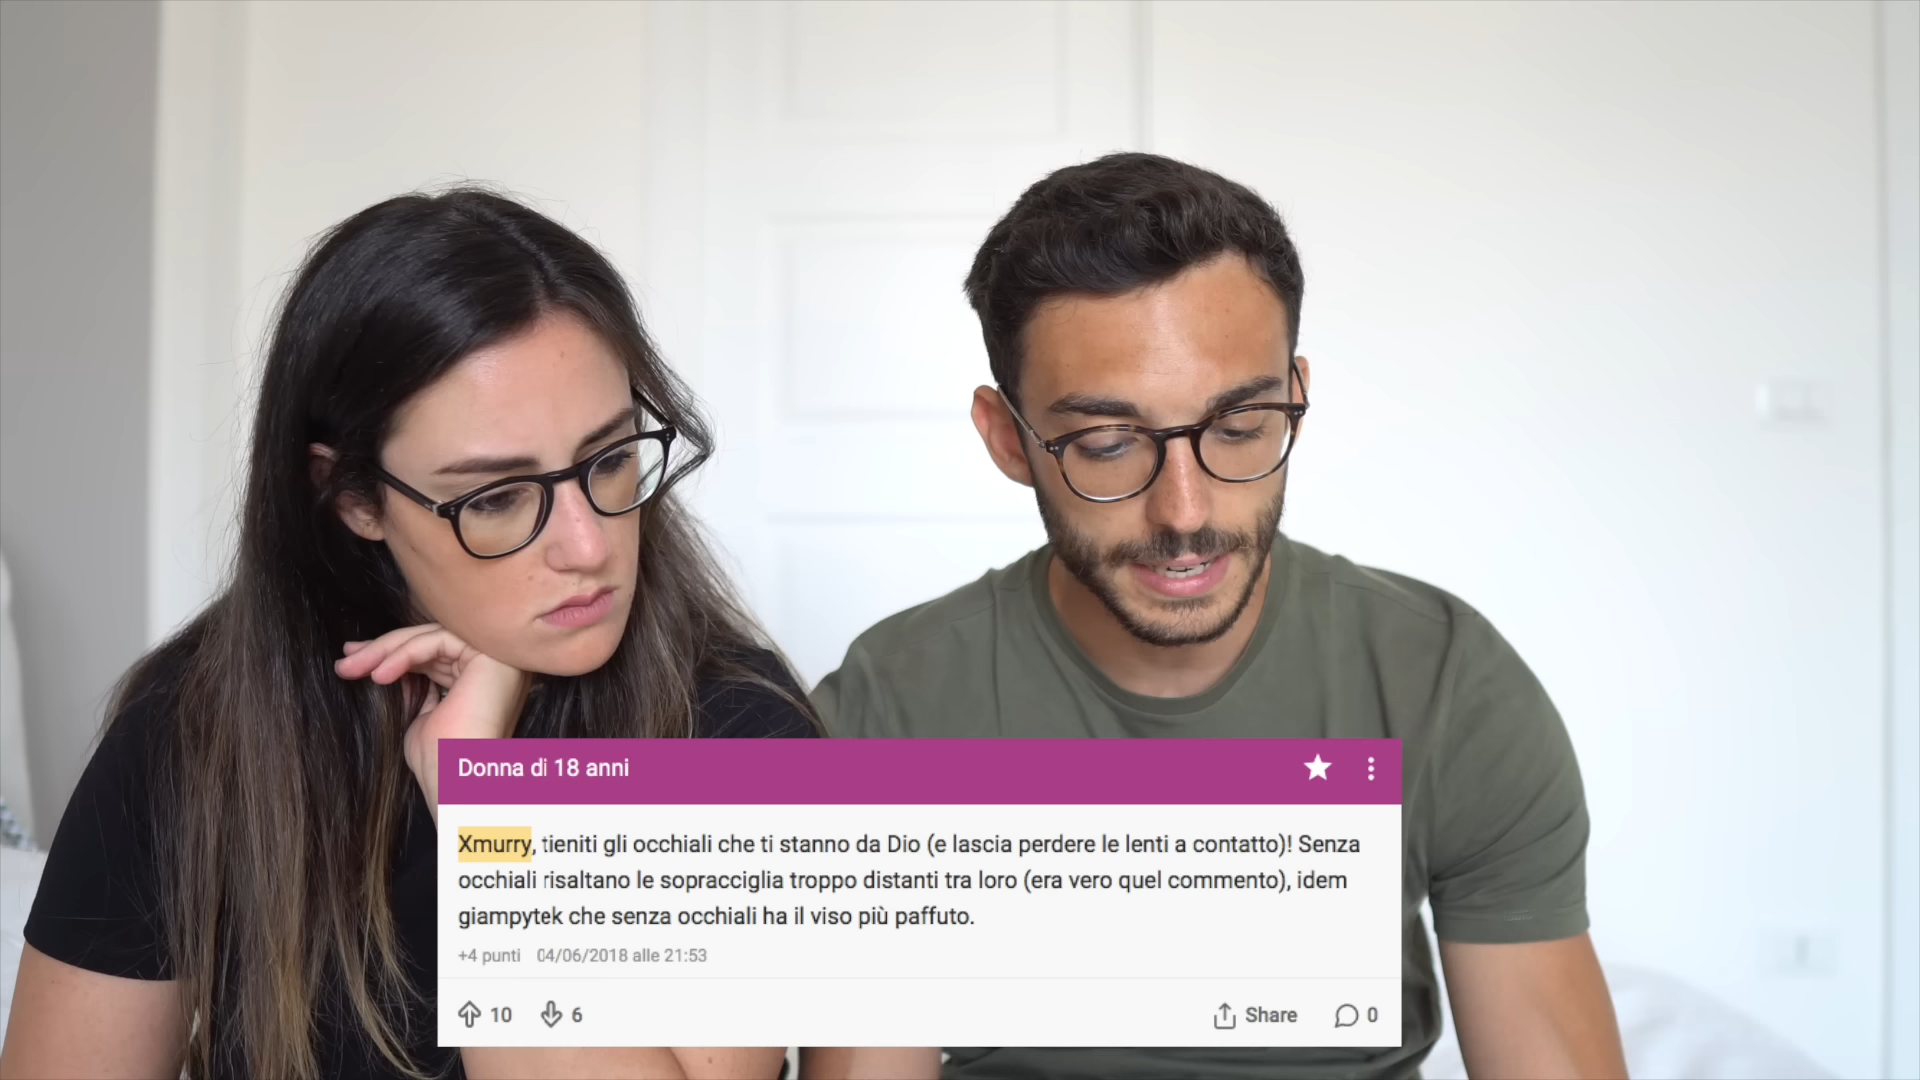 Donna di 18 anni
Xmurry, tieniti gli occhiali che ti stanno da Dio (e lascia perdere le lenti a contatto)! Senza
occhiali risaltano le sopracciglia troppo distanti tra loro (era vero quel commento), idem
giampytek che senza occhiali ha il viso più paffuto.
+4 punti 04/06/2018 alle 21:53
10 6 Share 0